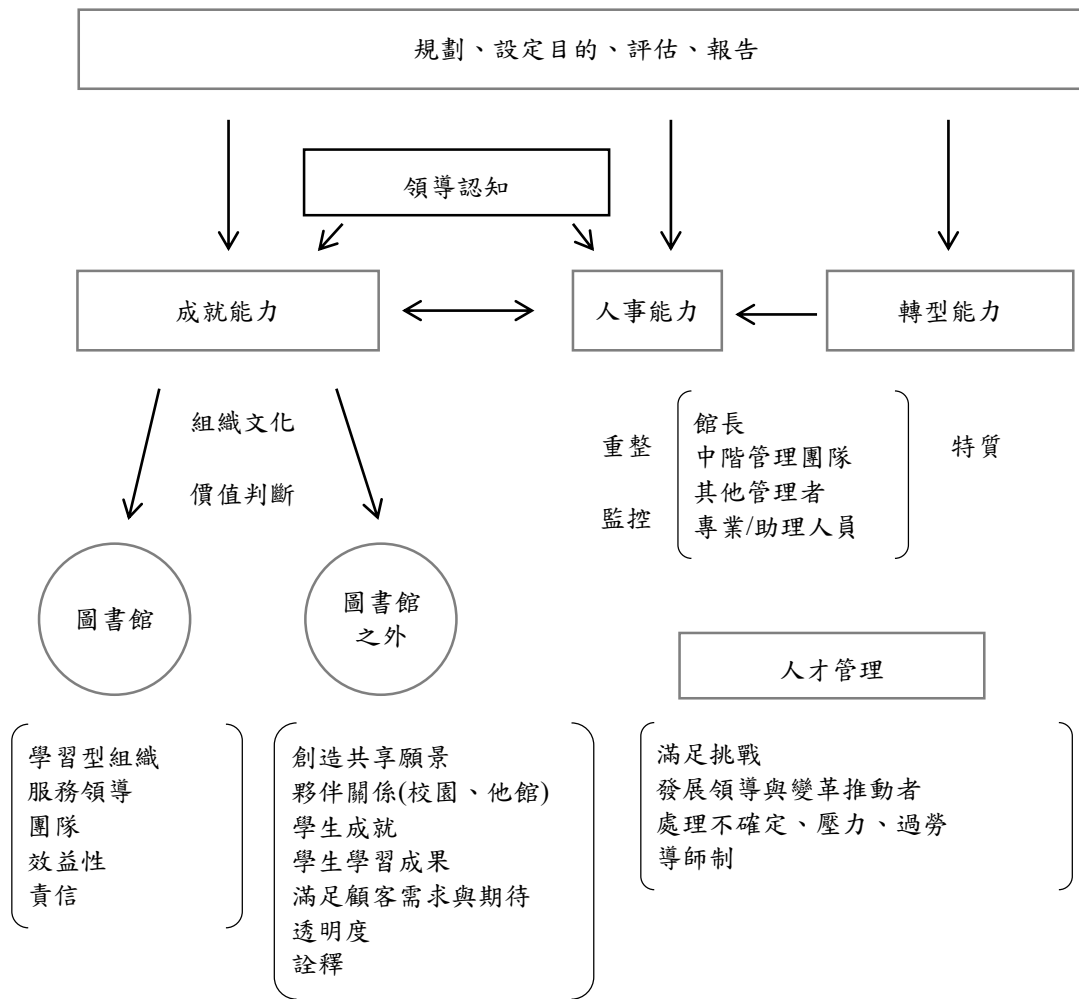 規劃、設定目的、評估、報告
領導認知
成就能力
人事能力
轉型能力
組織文化
價值判斷
重整
監控
館長
中階管理團隊
其他管理者
專業/助理人員
特質
圖書館
圖書館
之外
人才管理
學習型組織
服務領導
團隊
效益性
責信
創造共享願景
夥伴關係(校園、他館)
學生成就
學生學習成果
滿足顧客需求與期待
透明度
詮釋
滿足挑戰
發展領導與變革推動者
處理不確定、壓力、過勞
導師制